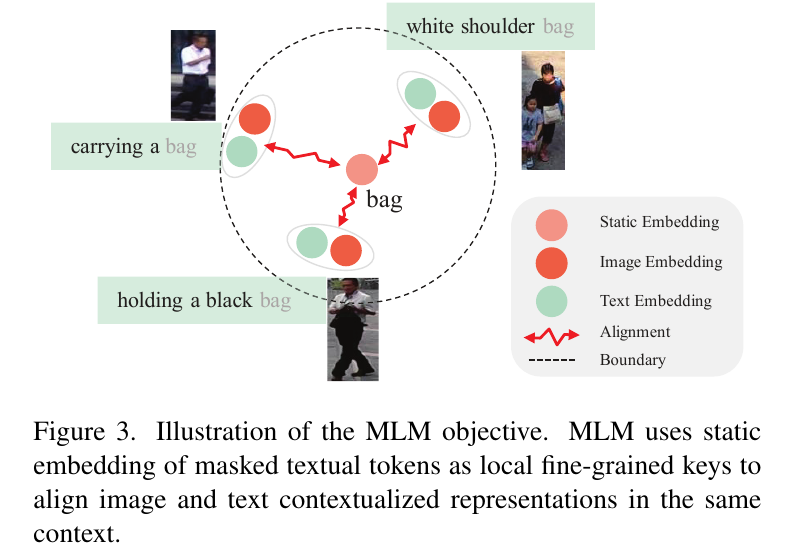 white shoulder bag
carrying a bag
bag
holding a black bag
Static Embedding
Image Embedding
Text Embedding
Alignment
Boundary
Figure 3. Illustration of the MLM objective. MLM uses static
embedding of masked textual tokens as local fine-grained keys to
align image and text contextualized representations in the same
context.